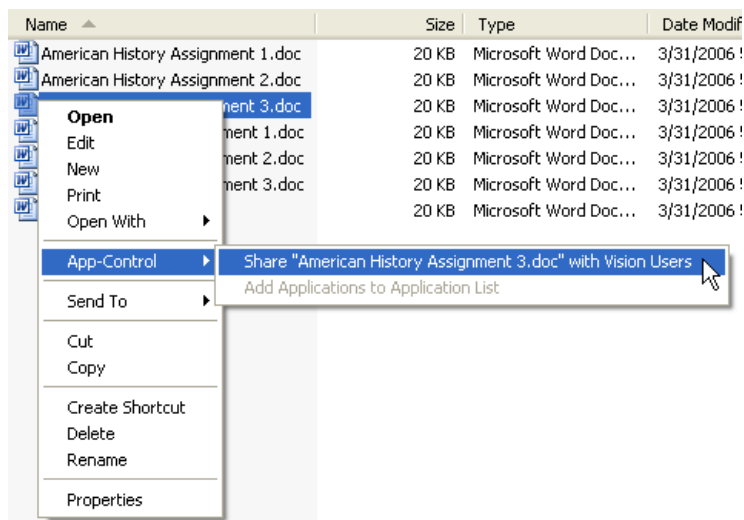 Name Size Type Date Modif
American History Assignment 1.doc 20 KB Microsoft Word Doc... 3/31/2006
American History Assignment 2.doc 20 KB Microsoft Word Doc... 3/31/2006
ment 3.doc 20 KB Microsoft Word Doc... 3/31/2006
ment 1.doc 20 KB Microsoft Word Doc... 3/31/2006
ment 2.doc 20 KB Microsoft Word Doc... 3/31/2006
ment 3.doc 20 KB Microsoft Word Doc... 3/31/2006
20 KB Microsoft Word Doc... 3/31/2006
Open
Edit
New
Print
Open With
App-Control
Share "American History Assignment 3.doc" with Vision Users
Add Applications to Application List
Send To
Cut
Copy
Create Shortcut
Delete
Rename
Properties